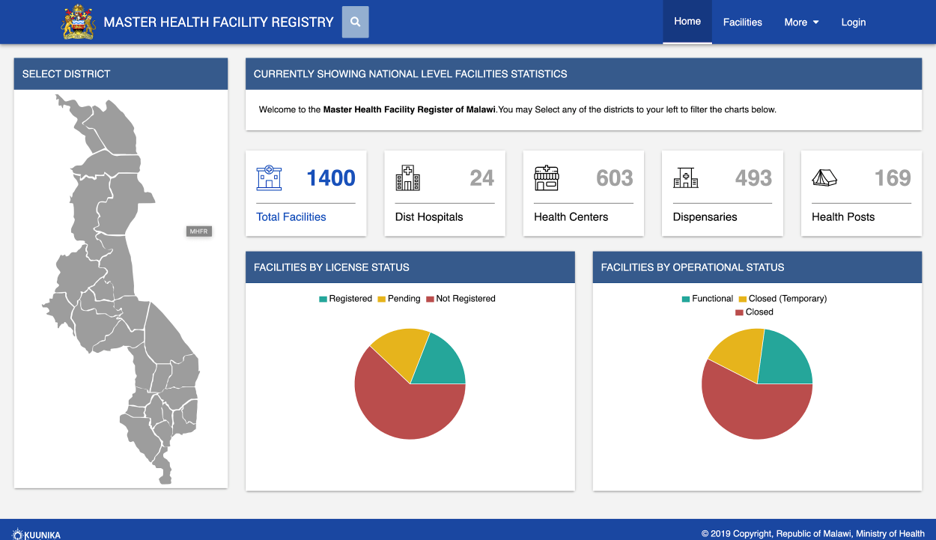 MASTER HEALTH FACILITY REGISTRY
Home
Facilities
More
Login
SELECT DISTRICT
MHFR
CURRENTLY SHOWING NATIONAL LEVEL FACILITIES STATISTICS
Welcome to the Master Health Facility Register of Malawi.You may Select any of the districts to your left to filter the charts below.
1400
Total Facilities
24
Dist Hospitals
603
Health Centers
493
Dispensaries
169
Health Posts
FACILITIES BY LICENSE STATUS
Registered Pending Not Registered
FACILITIES BY OPERATIONAL STATUS
Functional Closed (Temporary)
Closed
KUUNIKA
© 2019 Copyright, Republic of Malawi, Ministry of Health